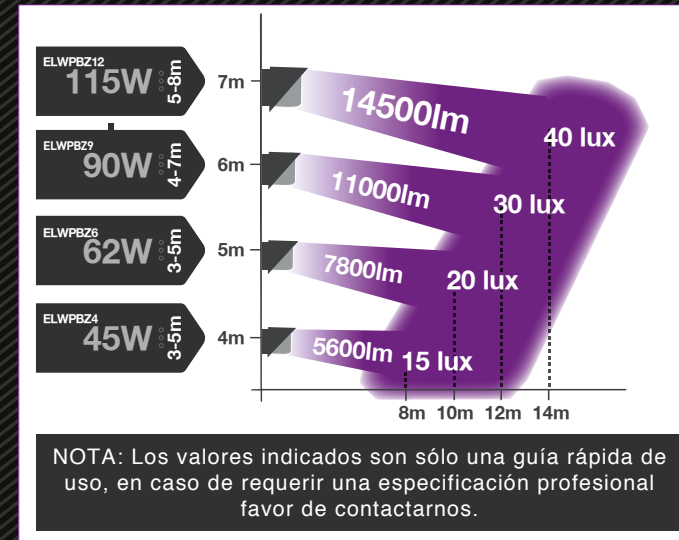 ELWPBZ12
115W
5-8m
7m
14500lm
40 lux
ELWPBZ9
90W
4-7m
6m
11000lm
30 lux
ELWPBZ6
62W
3-5m
5m
7800lm
20 lux
ELWPBZ4
45W
3-5m
4m
5600lm
15 lux
8m 10m 12m 14m
NOTA: Los valores indicados son sólo una guía rápida de
uso, en caso de requerir una especificación profesional
favor de contactarnos.